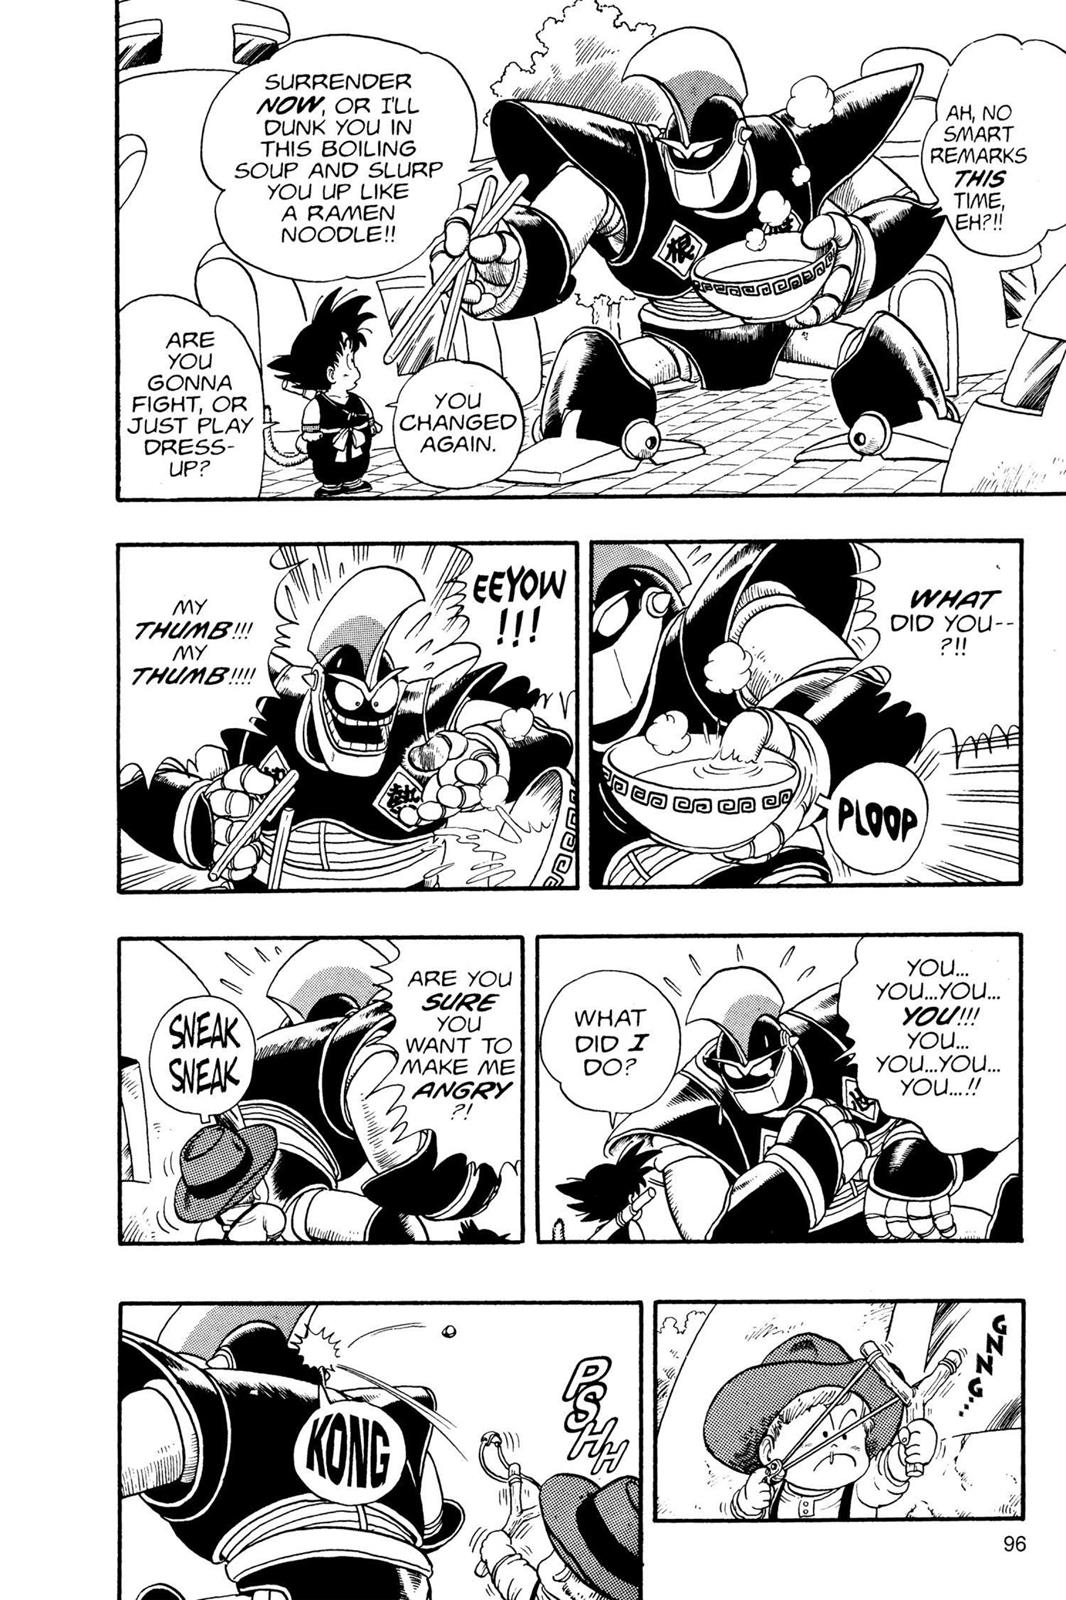 AH, NO
SMART
REMARKS
THIS
TIME,
EH?!!
SURRENDER
NOW, OR I'LL
DUNK YOU IN
THIS BOILING
SOUP AND SLURP
YOU UP LIKE
A RAMEN
NOODLE!!
YOU
CHANGED
AGAIN.
ARE
YOU
GONNA
FIGHT, OR
JUST PLAY
DRESS-
UP?
WHAT
DID YOU--
?!!
PLOOP
EEYOW
!!!
MY
THUMB!!!
MY
THUMB!!!!
YOU...
YOU...YOU...
YOU!!!
YOU...
YOU...YOU...
YOU...!!
WHAT
DID I
DO?
ARE YOU
SURE
YOU
WANT TO
MAKE ME
ANGRY
?!
SNEAK
SNEAK
GNNG...
PSHHH
KONG
96